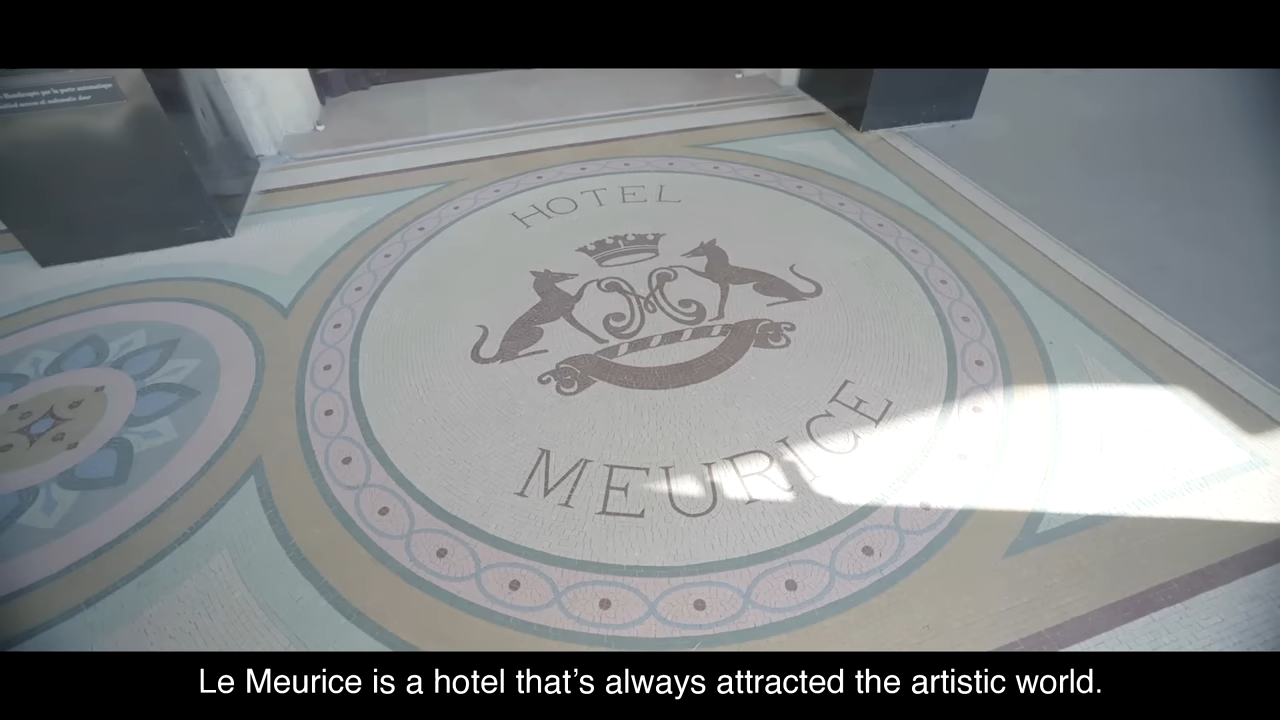 HOTEL
M
MEURICE
Le Meurice is a hotel that's always attracted the artistic world.